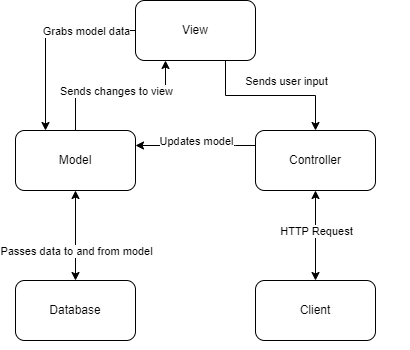 View
Grabs model data
Sends changes to view
Sends user input
Model
Updates model
Controller
Passes data to and from model
HTTP Request
Database
Client